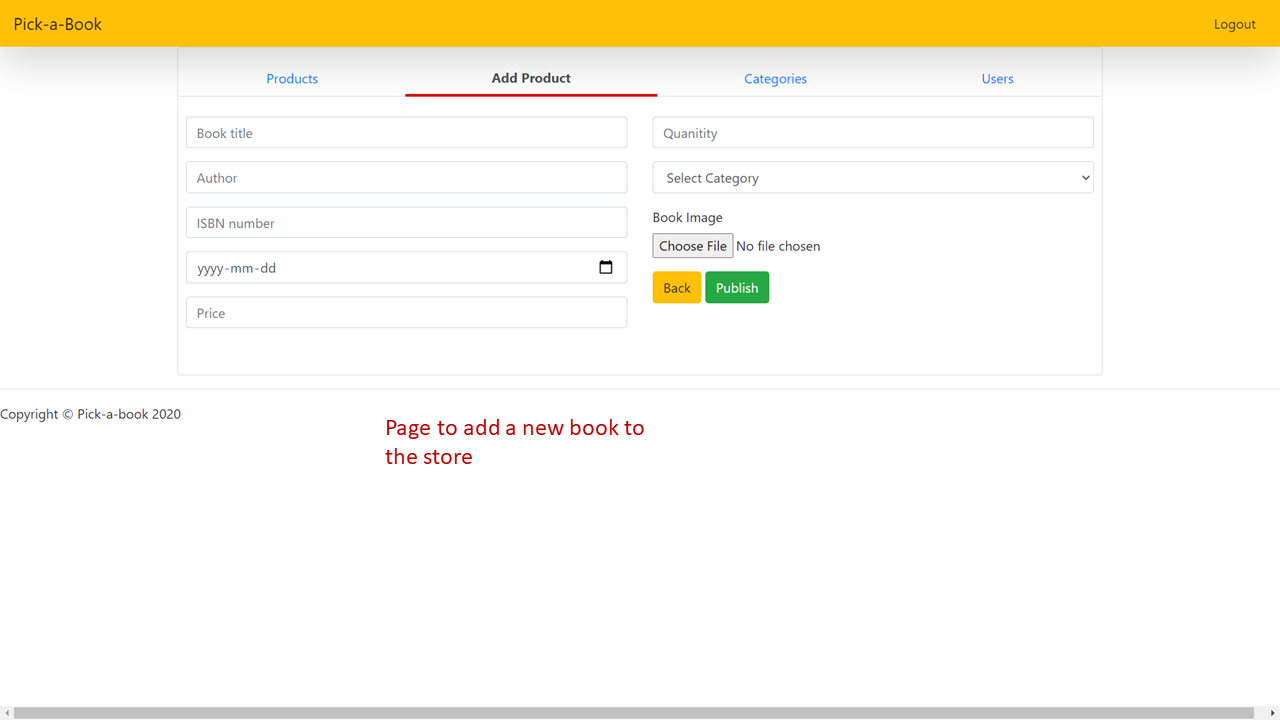 Pick-a-Book
Logout
Products
Add Product
Categories
Users
Book title
Author
ISBN number
yyyy-mm-dd
Price
Quanitity
Select Category
Book Image
Choose File No file chosen
Back Publish
Copyright © Pick-a-book 2020
Page to add a new book to
the store